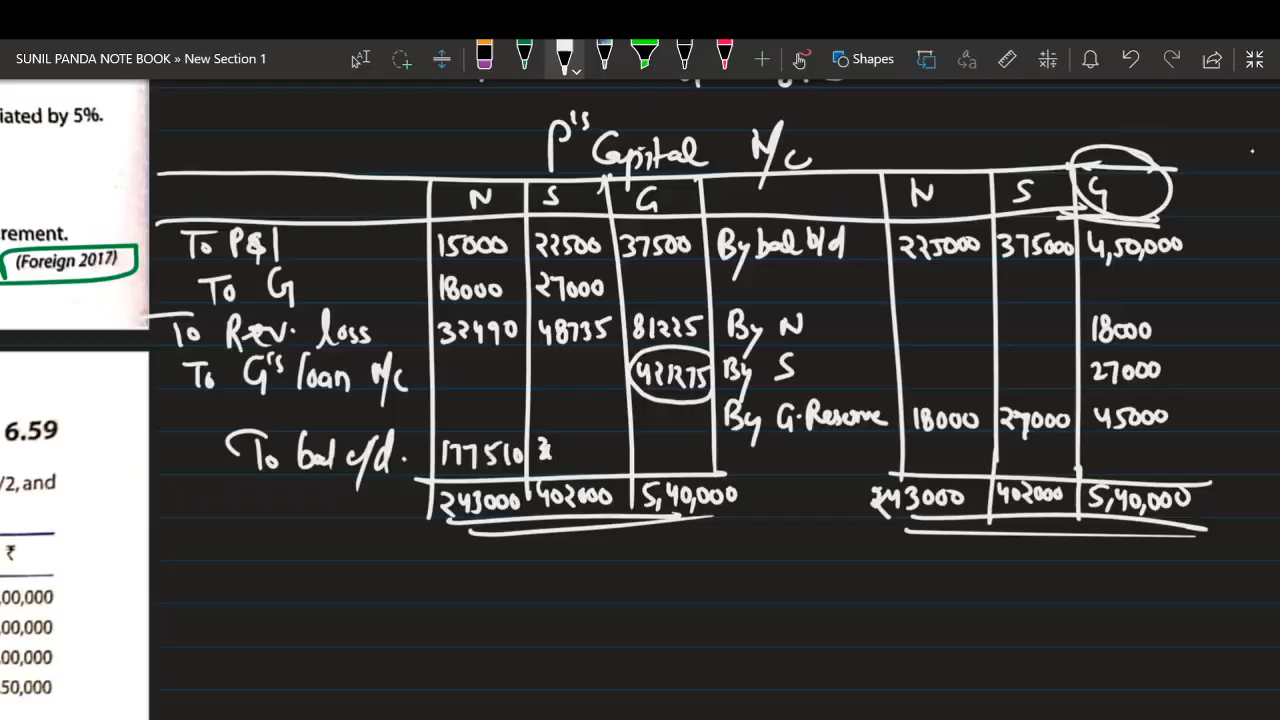 SUNIL PANDA NOTE BOOK » New Section 1
Shapes
iated by 5%.
rement.
(Foreign 2017)
6.59
/2, and
₹
,00,000
,00,000
,00,000
,50,000
P's Capital A/c
N S G N S G
To P&l 15000 22500 37500 By bal b/d 225000 375000 4,50,000
To G 18000 27000
To Rev. loss 32490 48735 81225 By N 18000
To G's loan A/c 421275 By S 27000
By G.Reserve 18000 27000 45000
To bal c/d. 177510
243000 402000 5,40,000 243000 402000 5,40,000